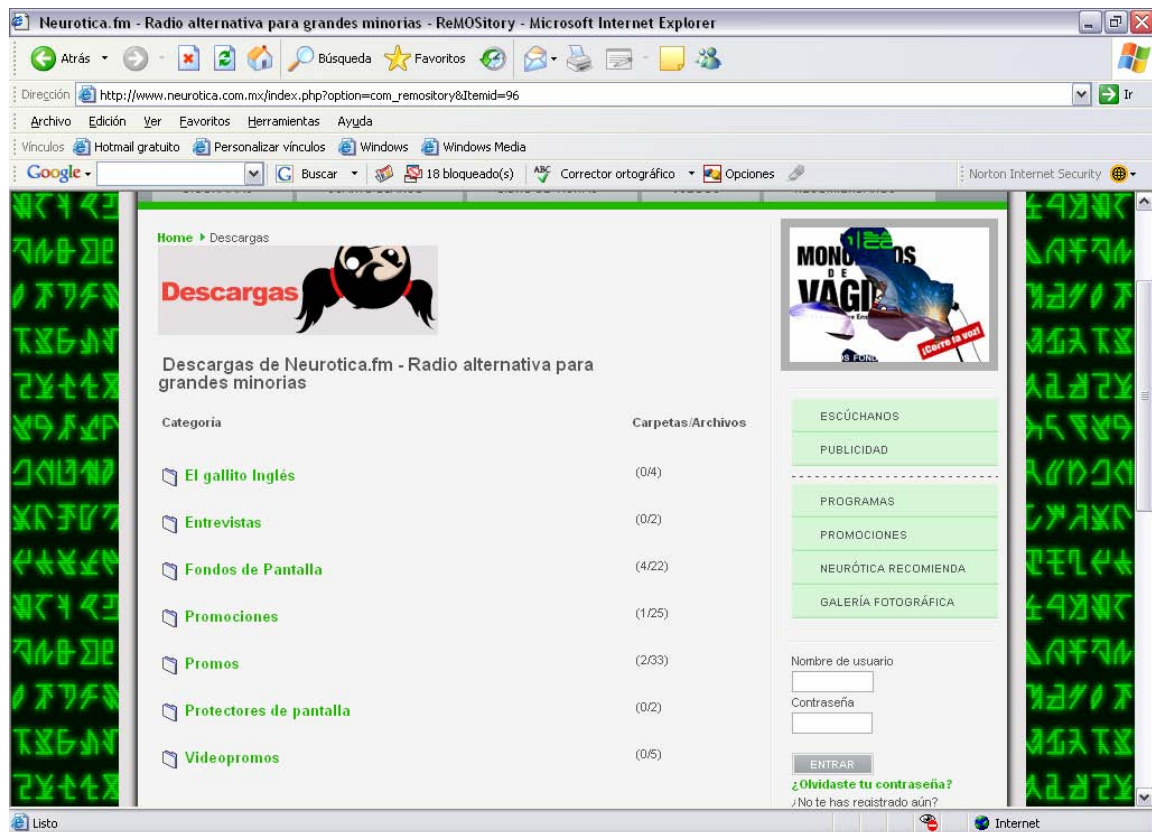 Neurotica.fm - Radio alternativa para grandes minorias - ReMOSitory - Microsoft Internet Explorer
Atrás Búsqueda Favoritos
Dirección http://www.neurotica.com.mx/index.php?option=com_remository&Itemid=96 Ir
Archivo Edición Ver Favoritos Herramientas Ayuda
Vínculos Hotmail gratuito Personalizar vínculos Windows Windows Media
Google Buscar 18 bloqueado(s) ABC Corrector ortográfico Opciones Norton Internet Security
Home Descargas
Descargas
Descargas de Neurotica.fm - Radio alternativa para
grandes minorias
Categoría Carpetas/Archivos
El gallito Inglés (0/4)
Entrevistas (0/2)
Fondos de Pantalla (4/22)
Promociones (1/25)
Promos (2/33)
Protectores de pantalla (0/2)
Videopromos (0/5)
DE
¡Corre la voz!
ESCÚCHANOS
PUBLICIDAD
PROGRAMAS
PROMOCIONES
NEURÓTICA RECOMIENDA
GALERÍA FOTOGRÁFICA
Nombre de usuario
Contraseña
ENTRAR
¿Olvidaste tu contraseña?
¿No te has registrado aún?
Listo Internet